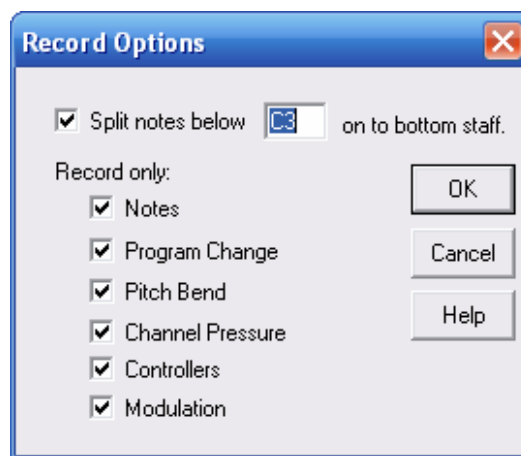 Record Options
Split notes below C3 on to bottom staff.
Record only:
Notes
Program Change
Pitch Bend
Channel Pressure
Controllers
Modulation
OK
Cancel
Help